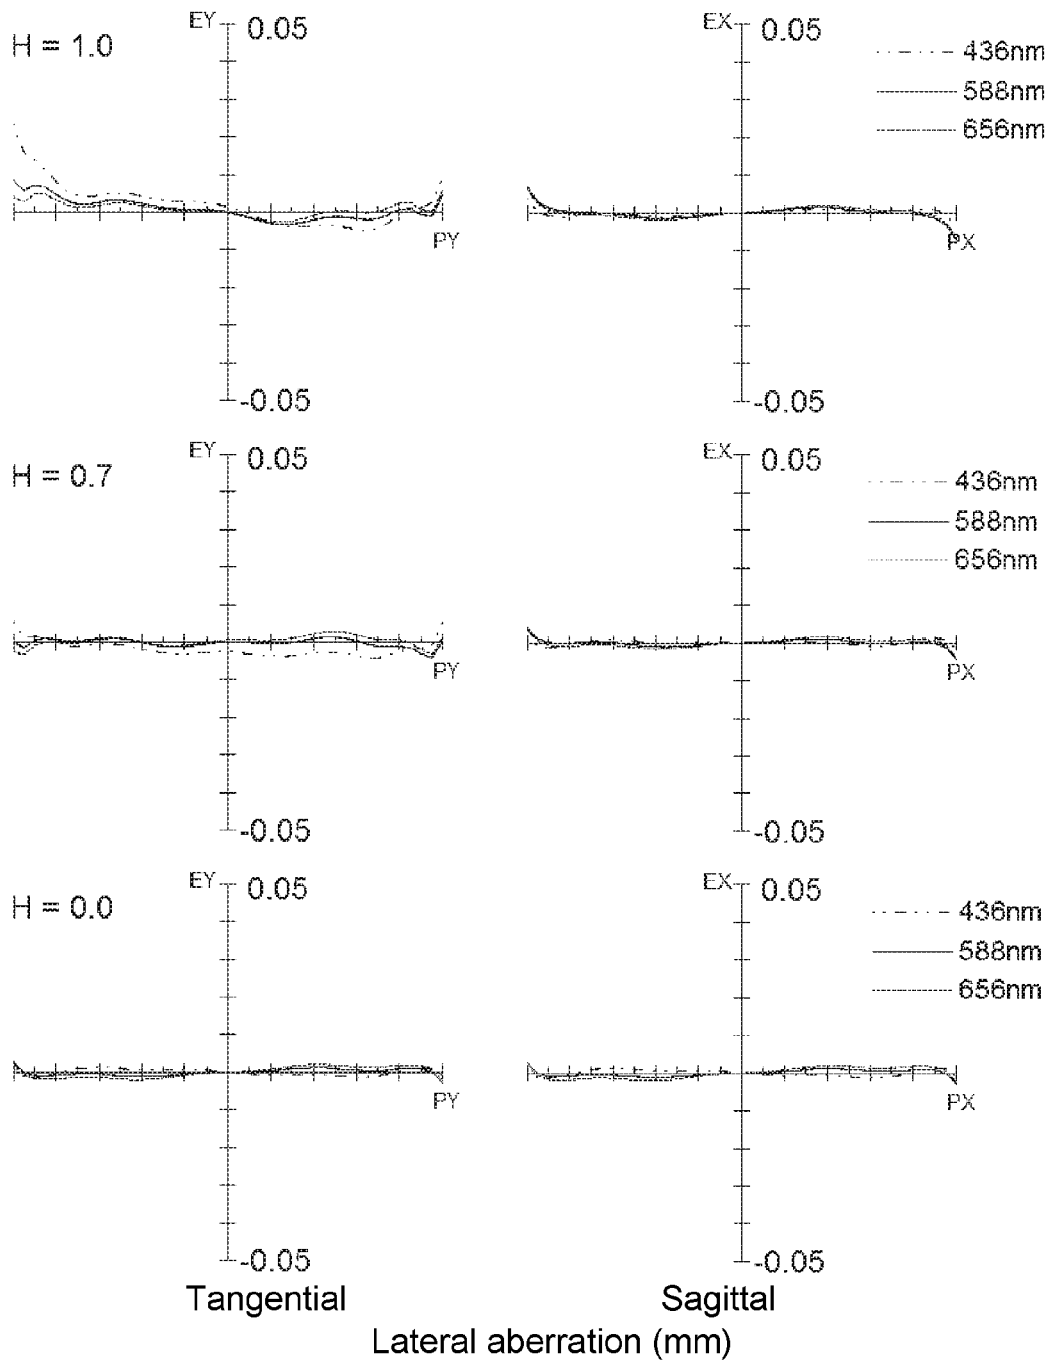 H = 1.0
EY 0.05
EX 0.05
436nm
588nm
656nm
PY
PX
-0.05
-0.05
H = 0.7
EY 0.05
EX 0.05
436nm
588nm
656nm
PY
PX
-0.05
-0.05
H = 0.0
EY 0.05
EX 0.05
436nm
588nm
656nm
PY
PX
-0.05
-0.05
Tangential
Sagittal
Lateral aberration (mm)